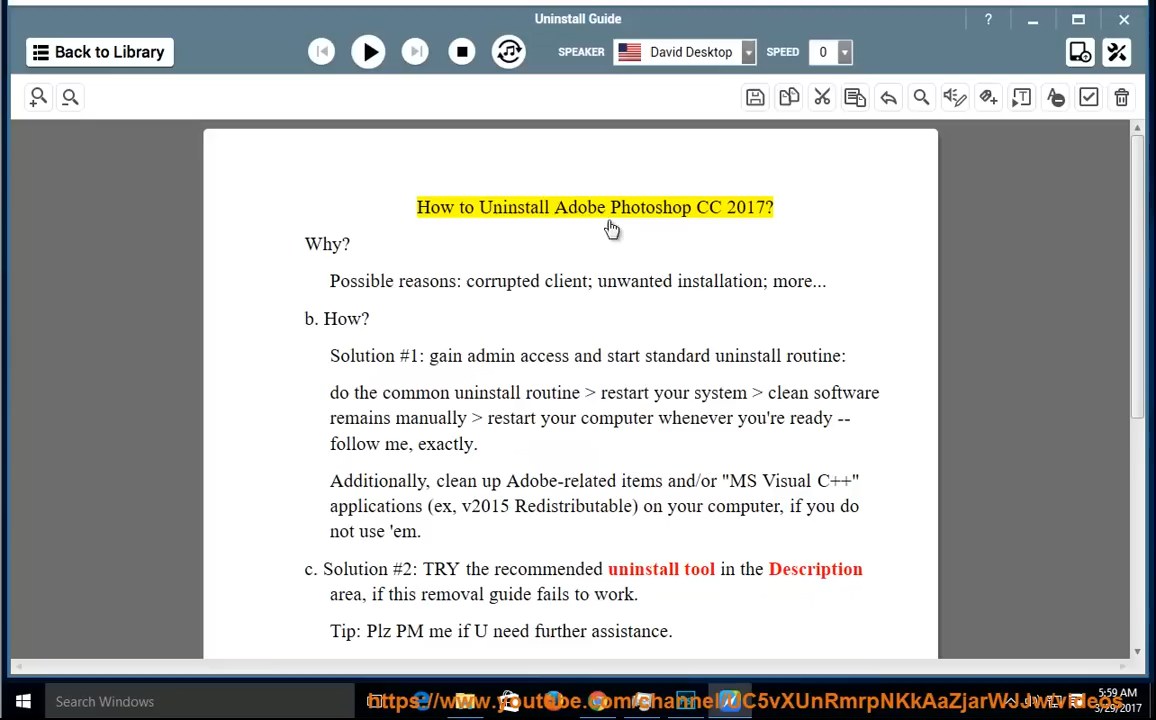 Uninstall Guide
?
Back to Library
SPEAKER
David Desktop
SPEED
0
How to Uninstall Adobe Photoshop CC 2017?
Why?
Possible reasons: corrupted client; unwanted installation; more...
b. How?
Solution #1: gain admin access and start standard uninstall routine:
do the common uninstall routine > restart your system > clean software
remains manually > restart your computer whenever you're ready --
follow me, exactly.
Additionally, clean up Adobe-related items and/or "MS Visual C++"
applications (ex, v2015 Redistributable) on your computer, if you do
not use 'em.
c. Solution #2: TRY the recommended uninstall tool in the Description
area, if this removal guide fails to work.
Tip: Plz PM me if U need further assistance.
Search Windows
5:59 AM
3/29/2017